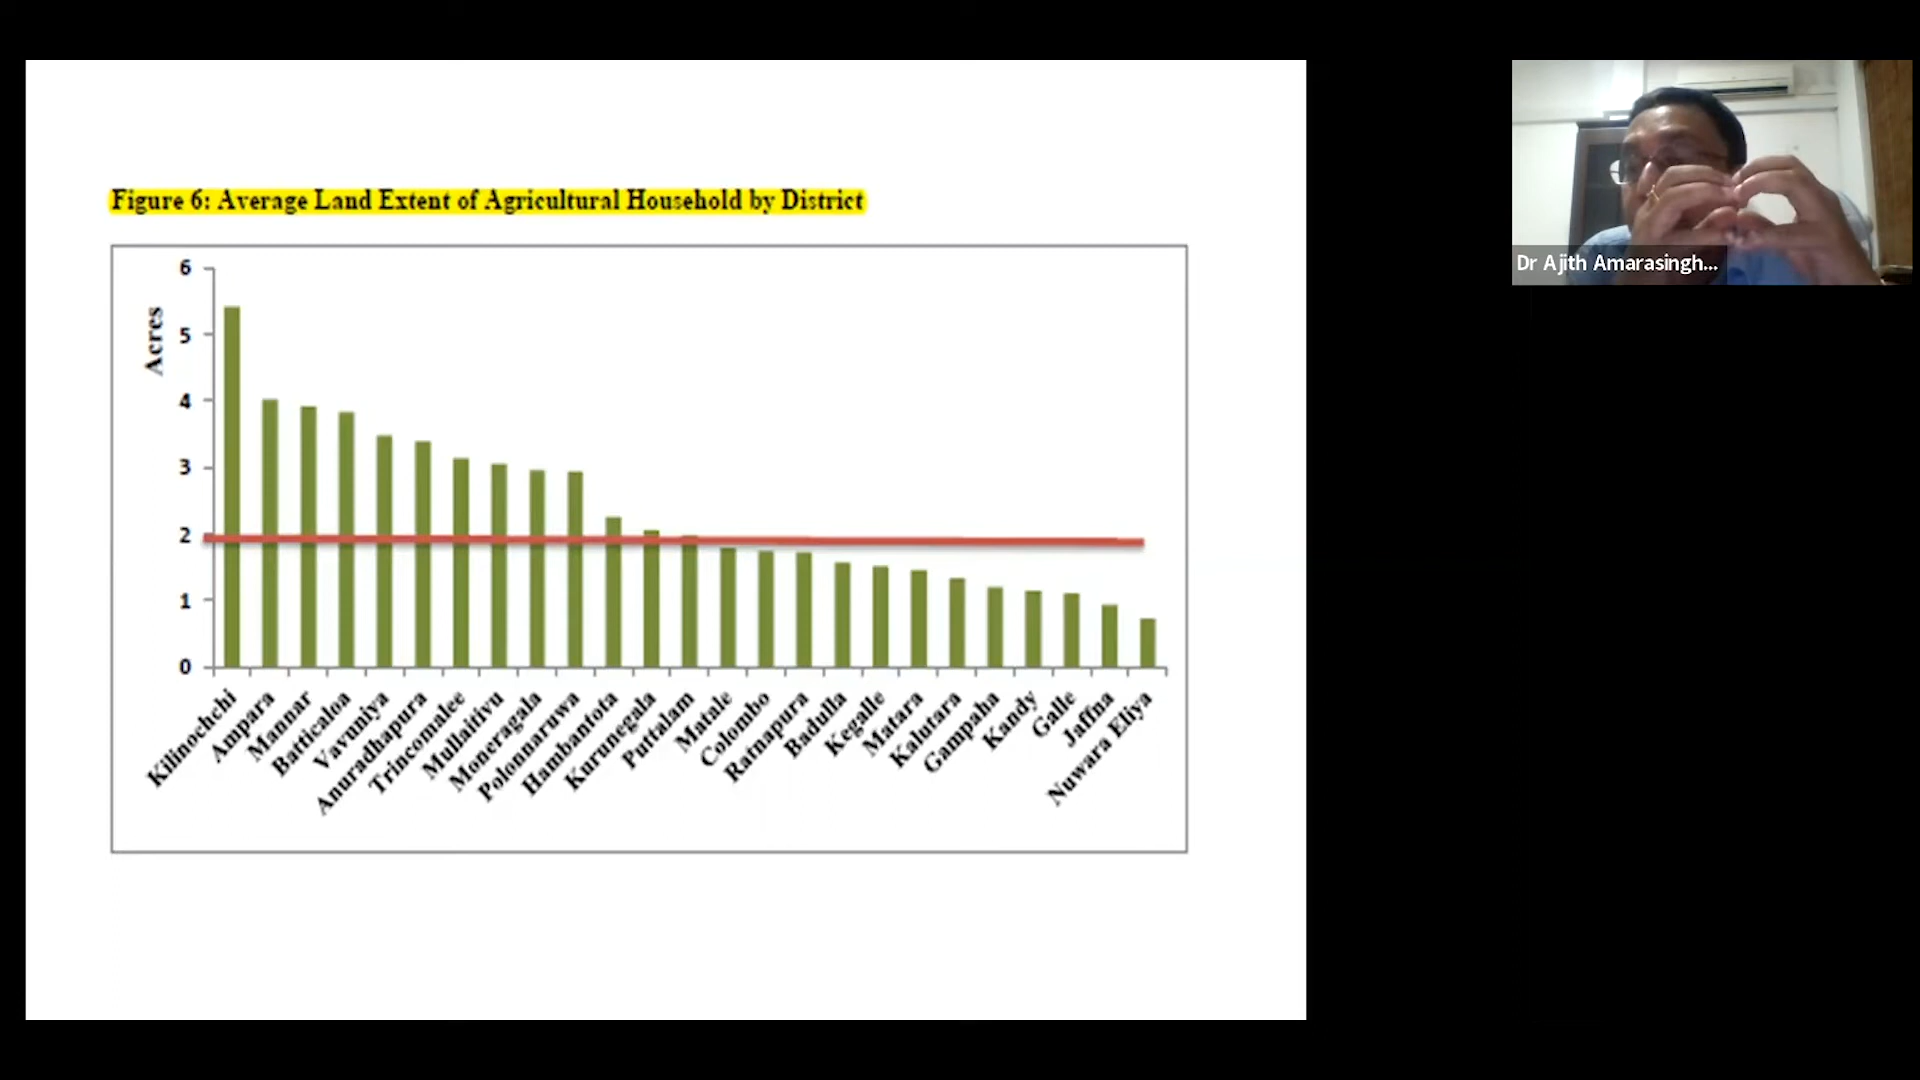 Figure 6: Average Land Extent of Agricultural Household by District
Acres
6
5
4
3
2
1
0
Kilinochchi
Ampara
Mannar
Batticaloa
Vavuniya
Anuradhapura
Trincomalee
Mullaitivu
Moneragala
Polonnaruwa
Hambantota
Kurunegala
Puttalam
Matale
Colombo
Ratnapura
Badulla
Kegalle
Matara
Kalutara
Gampaha
Kandy
Galle
Jaffna
Nuwara Eliya
Dr Ajith Amarasingh...